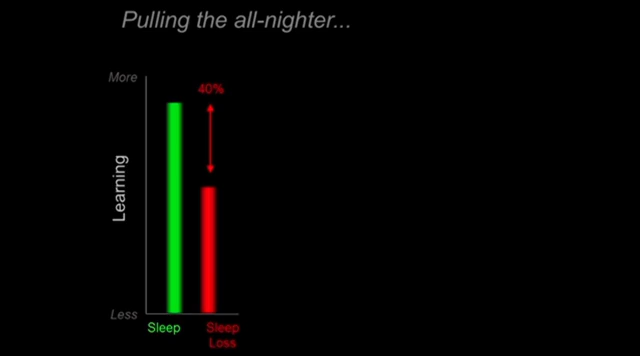 Pulling the all-nighter...
More
40%
Learning
Less
Sleep
Sleep
Loss